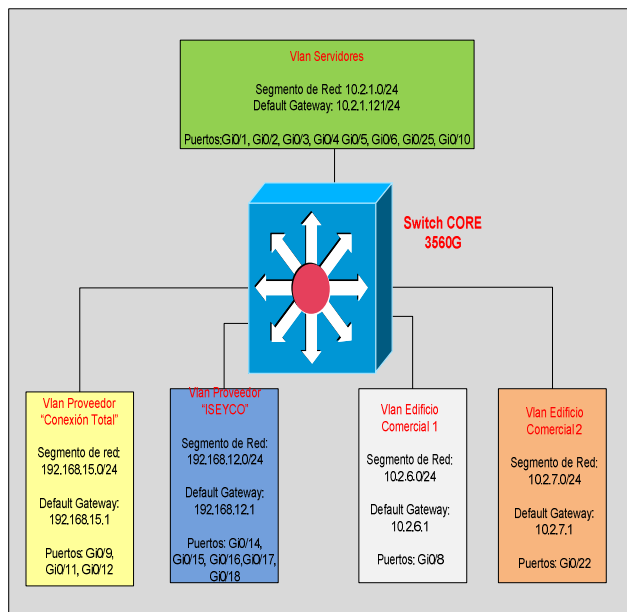 Vlan Servidores
Segmento de Red: 10.2.1.0/24
Default Gateway: 10.2.1.121/24
Puertos:Gi0/1, Gi0/2, Gi0/3, Gi0/4 Gi0/5, Gi0/6, Gi0/25, Gi0/10
Switch CORE
3560G
Vlan Proveedor
“Conexión Total”
Segmento de red:
192.168.15.0/24
Default Gateway:
192.168.15.1
Puertos: Gi0/9,
Gi0/11, Gi0/12
Vlan Proveedor
“ISEYCO”
Segmento de Red:
192.168.12.0/24
Default Gateway:
192.168.12.1
Puertos: Gi0/14,
Gi0/15, Gi0/16,Gi0/17,
Gi0/18
Vlan Edificio
Comercial 1
Segmento de Red:
10.2.6.0/24
Default Gateway:
10.2.6.1
Puertos: Gi0/8
Vlan Edificio
Comercial 2
Segmento de Red:
10.2.7.0/24
Default Gateway:
10.2.7.1
Puertos: Gi0/22